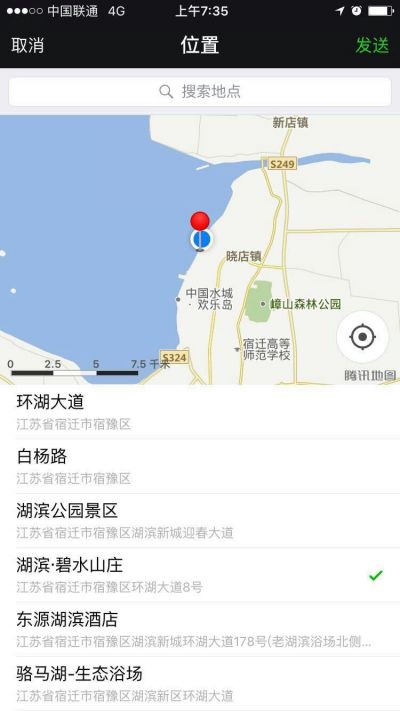 中国联通 4G 上午7:35
取消 位置 发送
搜索地点
新店镇
S249
晓店镇
中国水城
·欢乐岛
嶂山森林公园
宿迁高等
师范学校
S324
0 2.5 5 7.5 千米
腾讯地图
环湖大道
江苏省宿迁市宿豫区
白杨路
江苏省宿迁市宿豫区
湖滨公园景区
江苏省宿迁市宿豫区湖滨新城迎春大道
湖滨·碧水山庄
江苏省宿迁市宿豫区环湖大道8号
东源湖滨酒店
江苏省宿迁市宿豫区湖滨新城环湖大道178号(老湖滨浴场北侧...
骆马湖-生态浴场
江苏省宿迁市宿豫区湖滨新区环湖大道